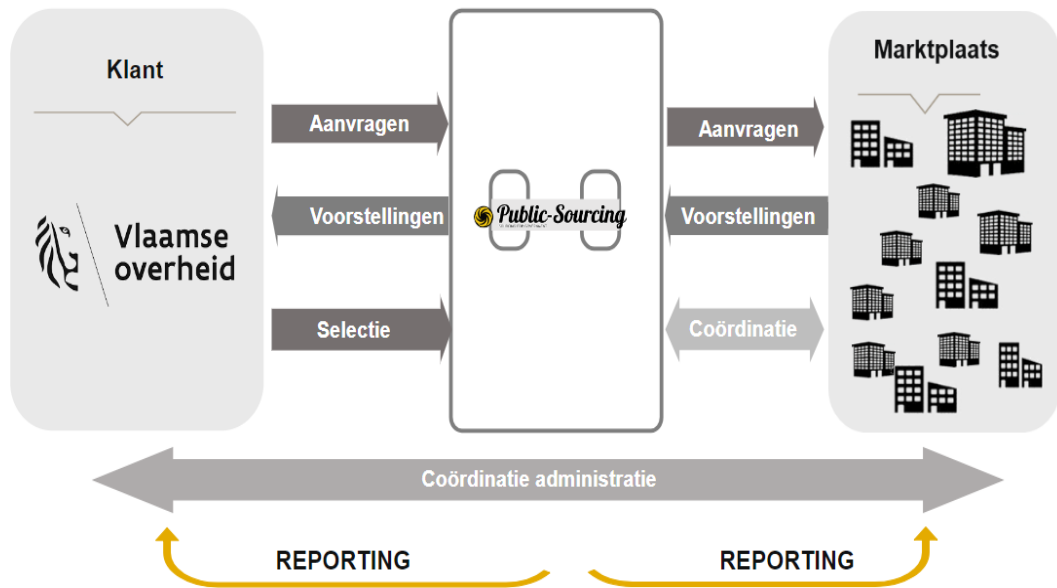 Klant
Marktplaats
Aanvragen
Aanvragen
Voorstellingen
Public-Sourcing
Voorstellingen
Vlaamse
overheid
Selectie
Coördinatie
Coördinatie administratie
REPORTING
REPORTING